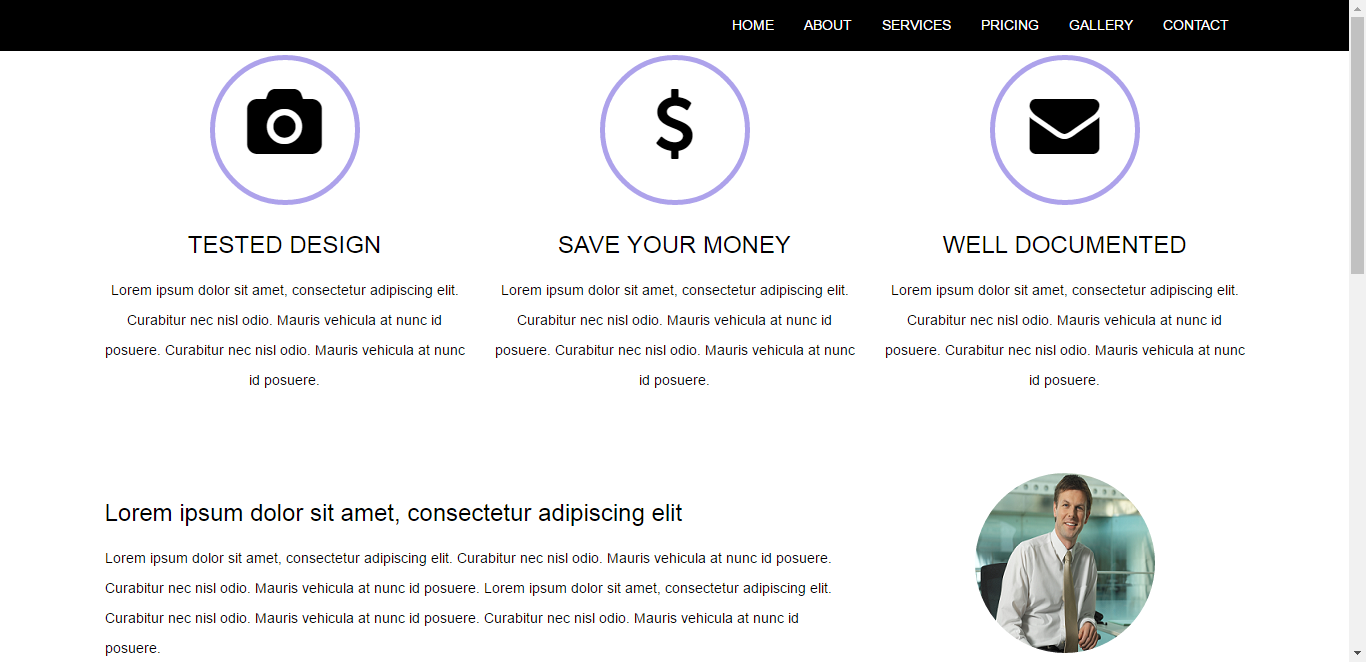 HOME ABOUT SERVICES PRICING GALLERY CONTACT
TESTED DESIGN
Lorem ipsum dolor sit amet, consectetur adipiscing elit.
Curabitur nec nisl odio. Mauris vehicula at nunc id
posuere. Curabitur nec nisl odio. Mauris vehicula at nunc
id posuere.
SAVE YOUR MONEY
Lorem ipsum dolor sit amet, consectetur adipiscing elit.
Curabitur nec nisl odio. Mauris vehicula at nunc id
posuere. Curabitur nec nisl odio. Mauris vehicula at nunc
id posuere.
WELL DOCUMENTED
Lorem ipsum dolor sit amet, consectetur adipiscing elit.
Curabitur nec nisl odio. Mauris vehicula at nunc id
posuere. Curabitur nec nisl odio. Mauris vehicula at nunc
id posuere.
Lorem ipsum dolor sit amet, consectetur adipiscing elit
Lorem ipsum dolor sit amet, consectetur adipiscing elit. Curabitur nec nisl odio. Mauris vehicula at nunc id posuere.
Curabitur nec nisl odio. Mauris vehicula at nunc id posuere. Lorem ipsum dolor sit amet, consectetur adipiscing elit.
Curabitur nec nisl odio. Mauris vehicula at nunc id posuere. Curabitur nec nisl odio. Mauris vehicula at nunc id
posuere.